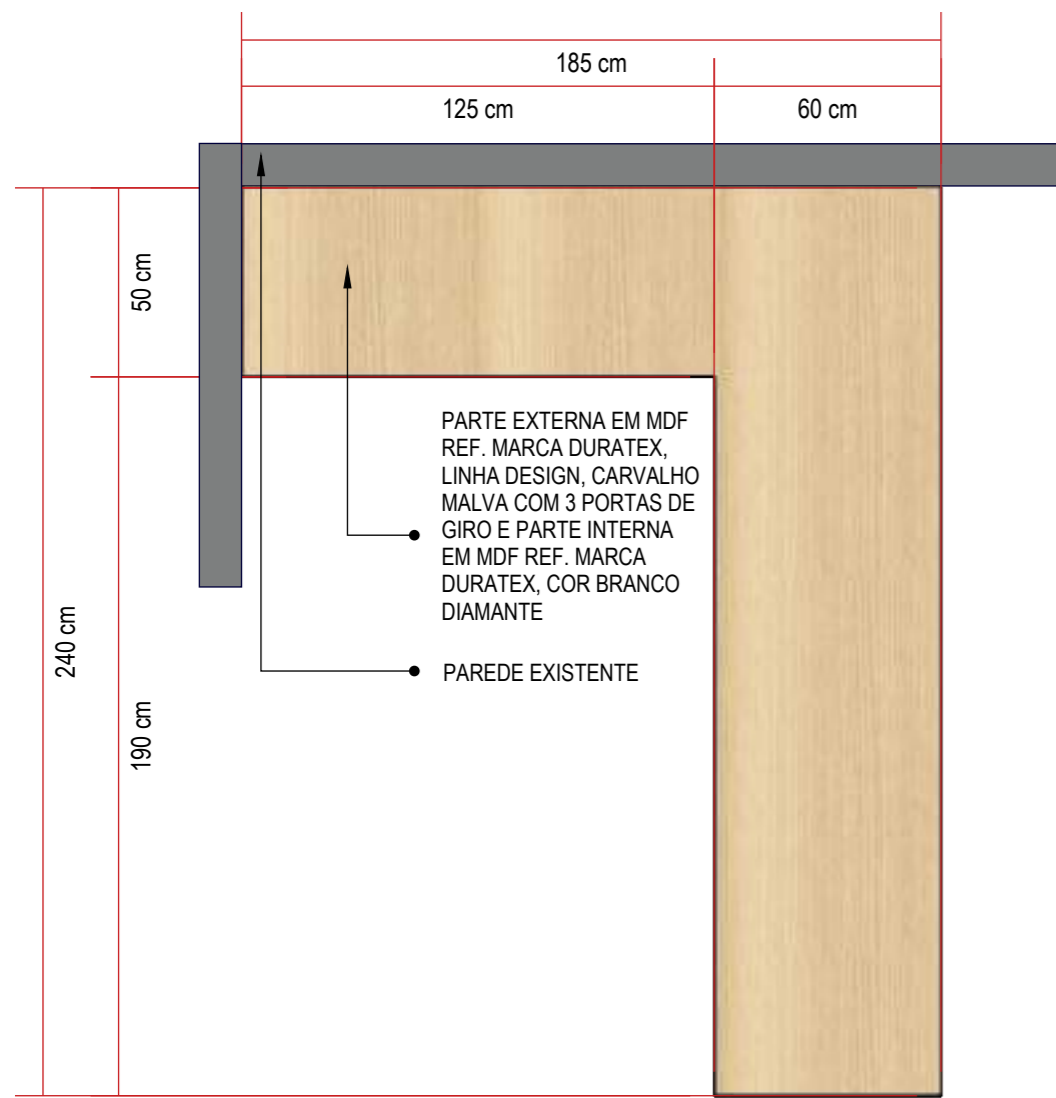 185 cm
125 cm
60 cm
50 cm
PARTE EXTERNA EM MDF
REF. MARCA DURATEX,
LINHA DESIGN, CARVALHO
MALVA COM 3 PORTAS DE
GIRO E PARTE INTERNA
EM MDF REF. MARCA
DURATEX, COR BRANCO
DIAMANTE
240 cm
PAREDE EXISTENTE
190 cm